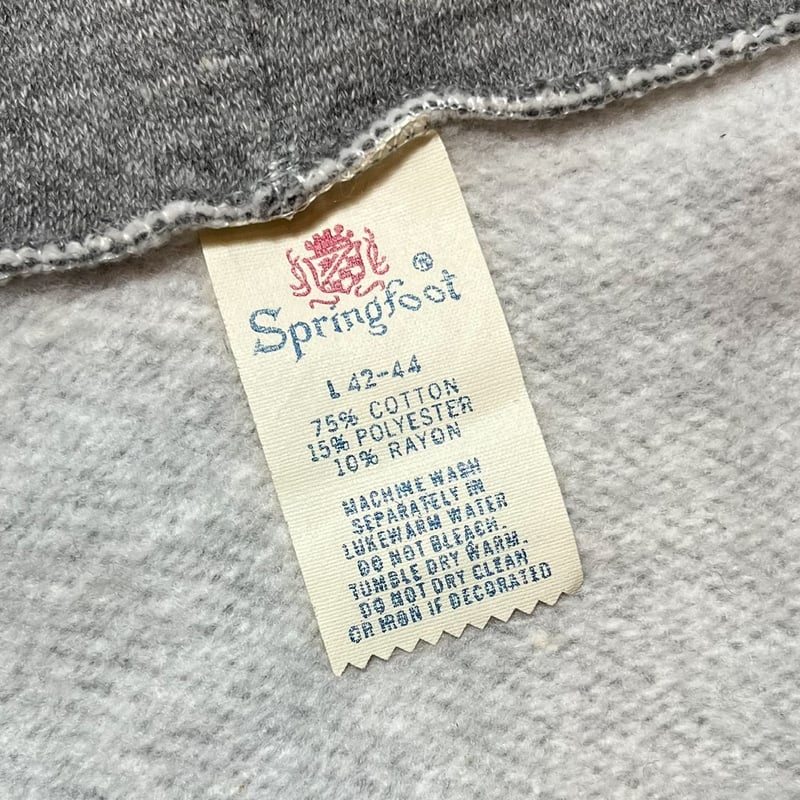 Springfoot®
L 42-44
75% COTTON
15% POLYESTER
10% RAYON
MACHINE WASH
SEPARATELY IN
LUKEWARM WATER
DO NOT BLEACH.
TUMBLE DRY WARM.
DO NOT DRY CLEAN
OR IRON IF DECORATED